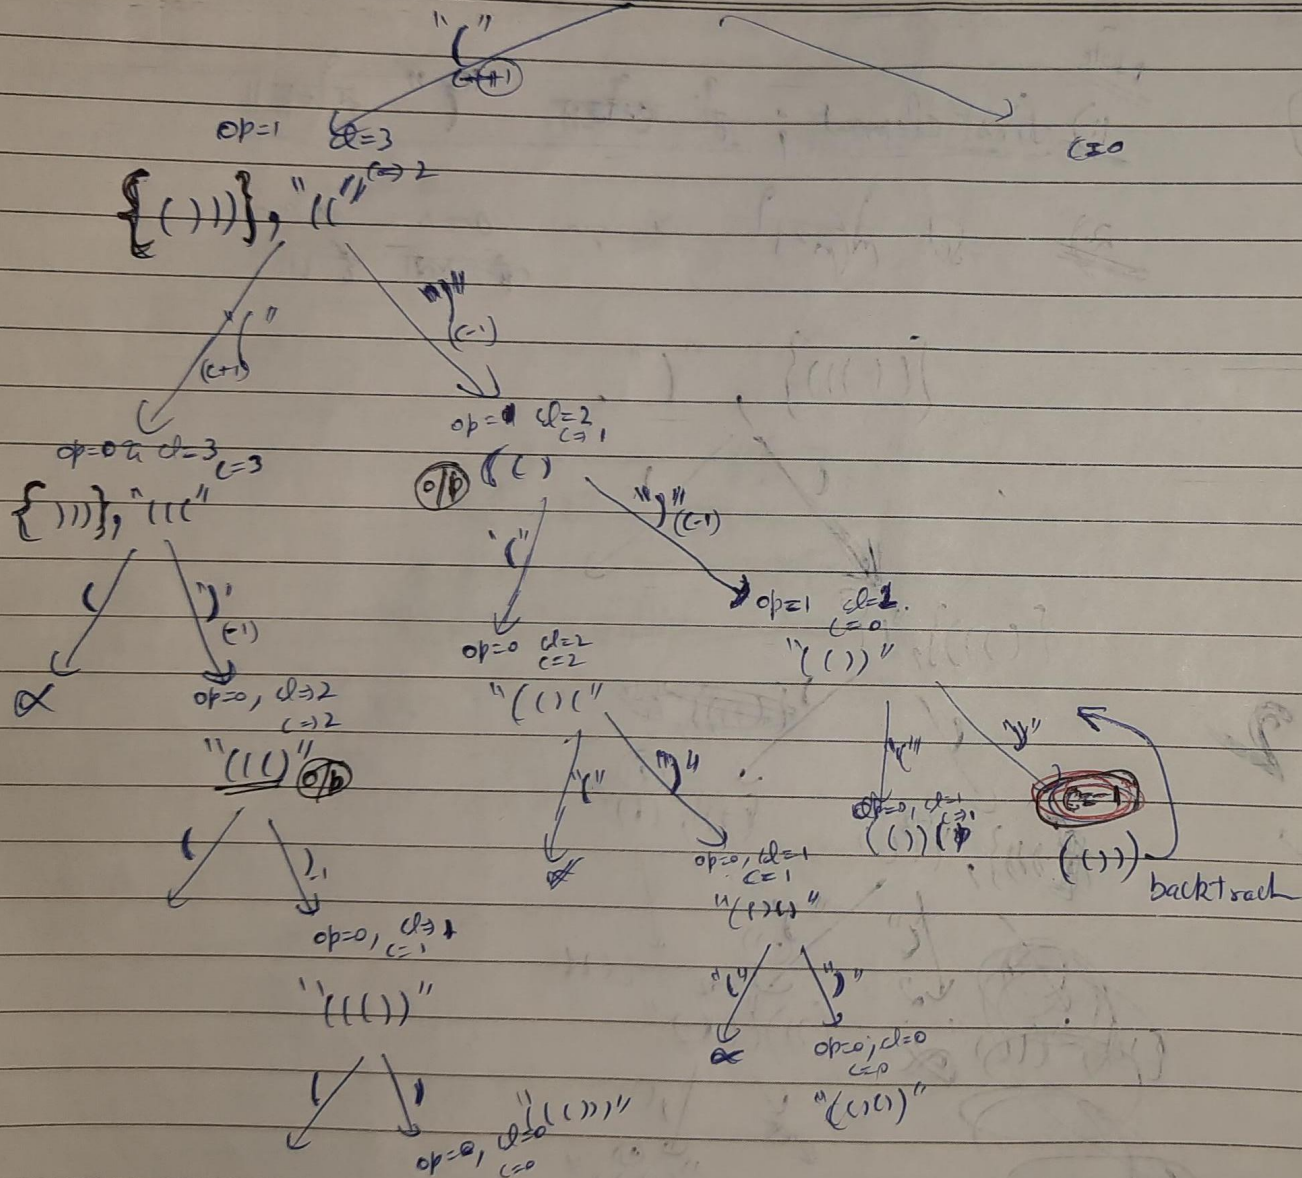 "("
(+1)
op=1 cl=3
c=>2
c=0
{()))}, "(("
"("
(c+1)
")"
(c-1)
op=0 cl=3 c=3
op=1 cl=2 c=>1
{)))}, "((("
o/p (()
"("
")"
(c-1)
(
")"
(-1)
op=0 cl=2
c=2
op=1 cl=1
c=0
"(()("
"(())"
op=0, cl=>2
c=>2
"((()" o/p
"("
")"
"("
")"
c=-1
(
)
op=0, cl=1
c=1
op=0, cl=1
c=>1
(())(
(()))
backtrack
op=0, cl=>1
c=1
"(()()"
"((())"
"("
")"
op=0, cl=0
c=0
(
)
"((()))"
"(()())"
op=0, cl=0
c=0